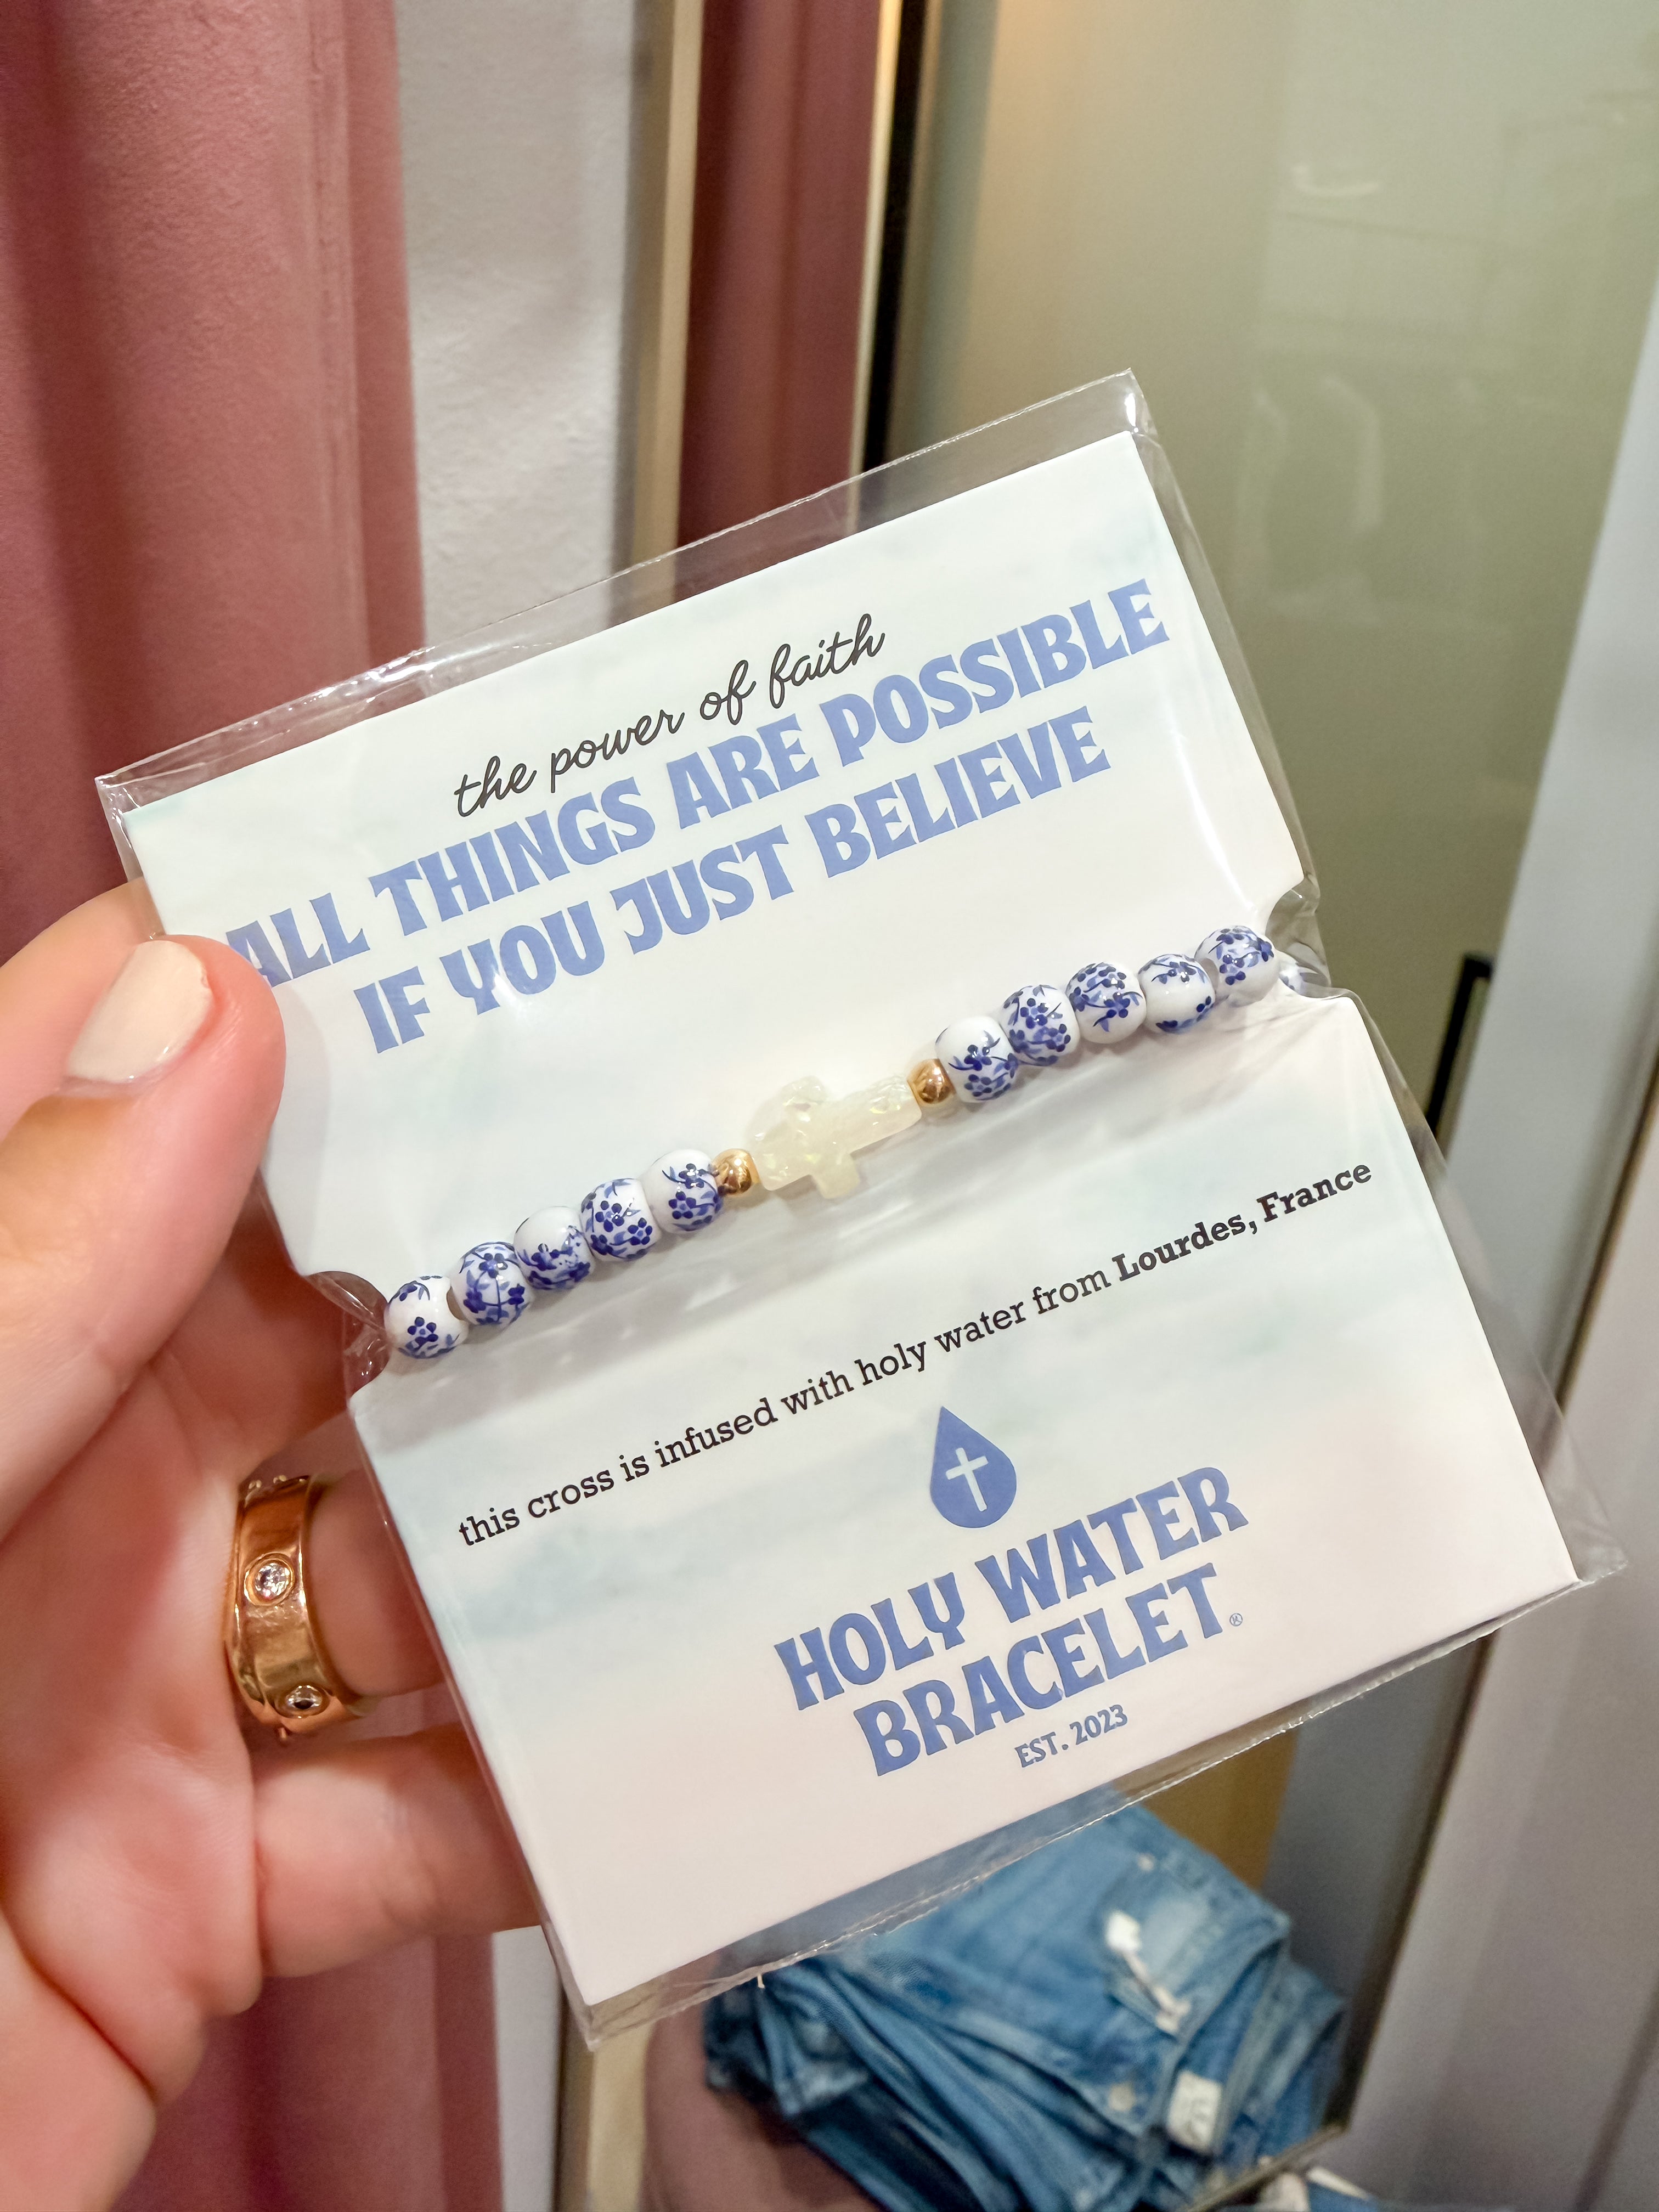 the power of faith
ALL THINGS ARE POSSIBLE
IF YOU JUST BELIEVE
this cross is infused with holy water from Lourdes, France
HOLY WATER
BRACELET®
EST. 2023